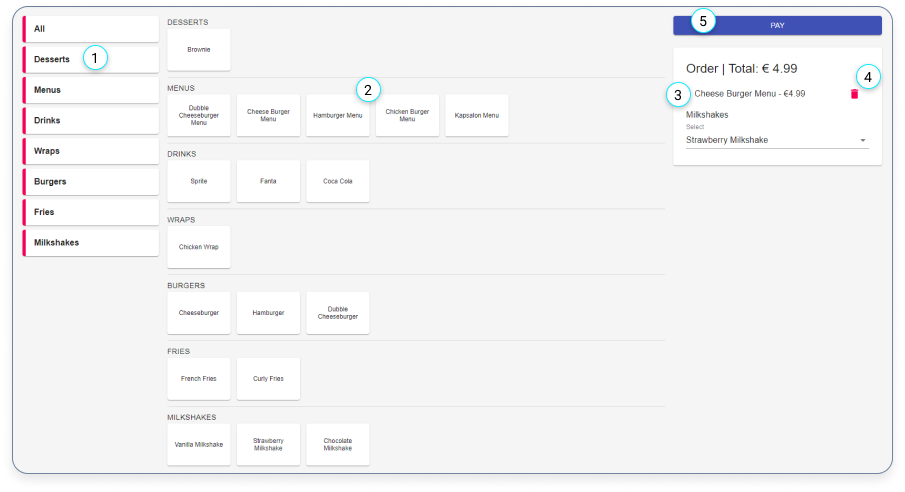 All
Desserts
1
Menus
Drinks
Wraps
Burgers
Fries
Milkshakes
DESSERTS
Brownie
MENUS
2
Dubble
Cheeseburger
Menu
Cheese Burger
Menu
Hamburger Menu
Chicken Burger
Menu
Kapsalon Menu
DRINKS
Sprite
Fanta
Coca Cola
WRAPS
Chicken Wrap
BURGERS
Cheeseburger
Hamburger
Dubble
Cheeseburger
FRIES
French Fries
Curly Fries
MILKSHAKES
Vanilla Milkshake
Strawberry
Milkshake
Chocolate
Milkshake
5
PAY
Order | Total: € 4.99
4
3
Cheese Burger Menu - €4.99
Milkshakes
Select
Strawberry Milkshake